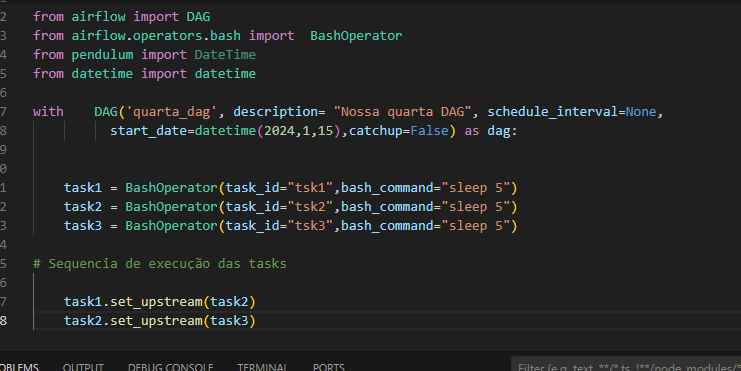 2 from airflow import DAG
3 from airflow.operators.bash import  BashOperator
4 from pendulum import DateTime
5 from datetime import datetime
6
7 with    DAG('quarta_dag', description= "Nossa quarta DAG", schedule_interval=None,
8           start_date=datetime(2024,1,15),catchup=False) as dag:
9
0
1     task1 = BashOperator(task_id="tsk1",bash_command="sleep 5")
2     task2 = BashOperator(task_id="tsk2",bash_command="sleep 5")
3     task3 = BashOperator(task_id="tsk3",bash_command="sleep 5")
4
5 # Sequencia de execução das tasks
6
7     task1.set_upstream(task2)
8     task2.set_upstream(task3)
OBLEMS OUTPUT DEBUG CONSOLE TERMINAL PORTS Filter (e.g. text, **/*.ts, !**/node_modules/*